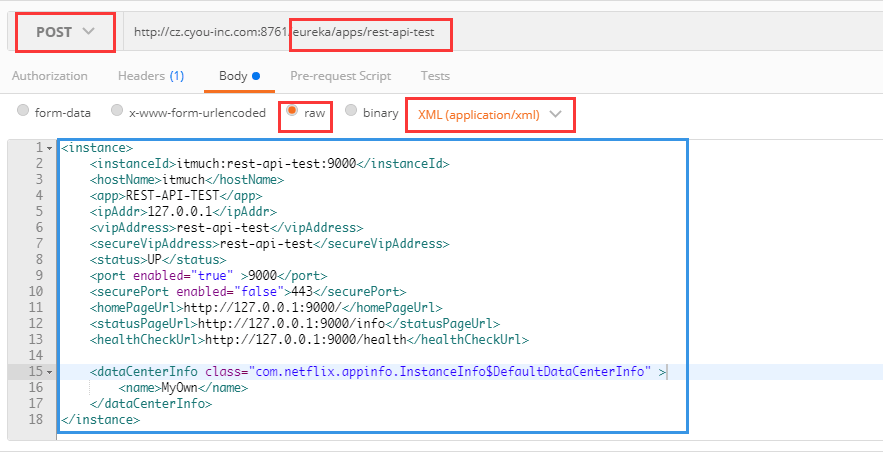 POST http://cz.cyou-inc.com:8761/eureka/apps/rest-api-test
Authorization Headers (1) Body Pre-request Script Tests
form-data x-www-form-urlencoded raw binary XML (application/xml)
1 <instance>
2 <instanceId>itmuch:rest-api-test:9000</instanceId>
3 <hostName>itmuch</hostName>
4 <app>REST-API-TEST</app>
5 <ipAddr>127.0.0.1</ipAddr>
6 <vipAddress>rest-api-test</vipAddress>
7 <secureVipAddress>rest-api-test</secureVipAddress>
8 <status>UP</status>
9 <port enabled="true" >9000</port>
10 <securePort enabled="false">443</securePort>
11 <homePageUrl>http://127.0.0.1:9000/</homePageUrl>
12 <statusPageUrl>http://127.0.0.1:9000/info</statusPageUrl>
13 <healthCheckUrl>http://127.0.0.1:9000/health</healthCheckUrl>
14
15 <dataCenterInfo class="com.netflix.appinfo.InstanceInfo$DefaultDataCenterInfo" >
16 <name>MyOwn</name>
17 </dataCenterInfo>
18 </instance>